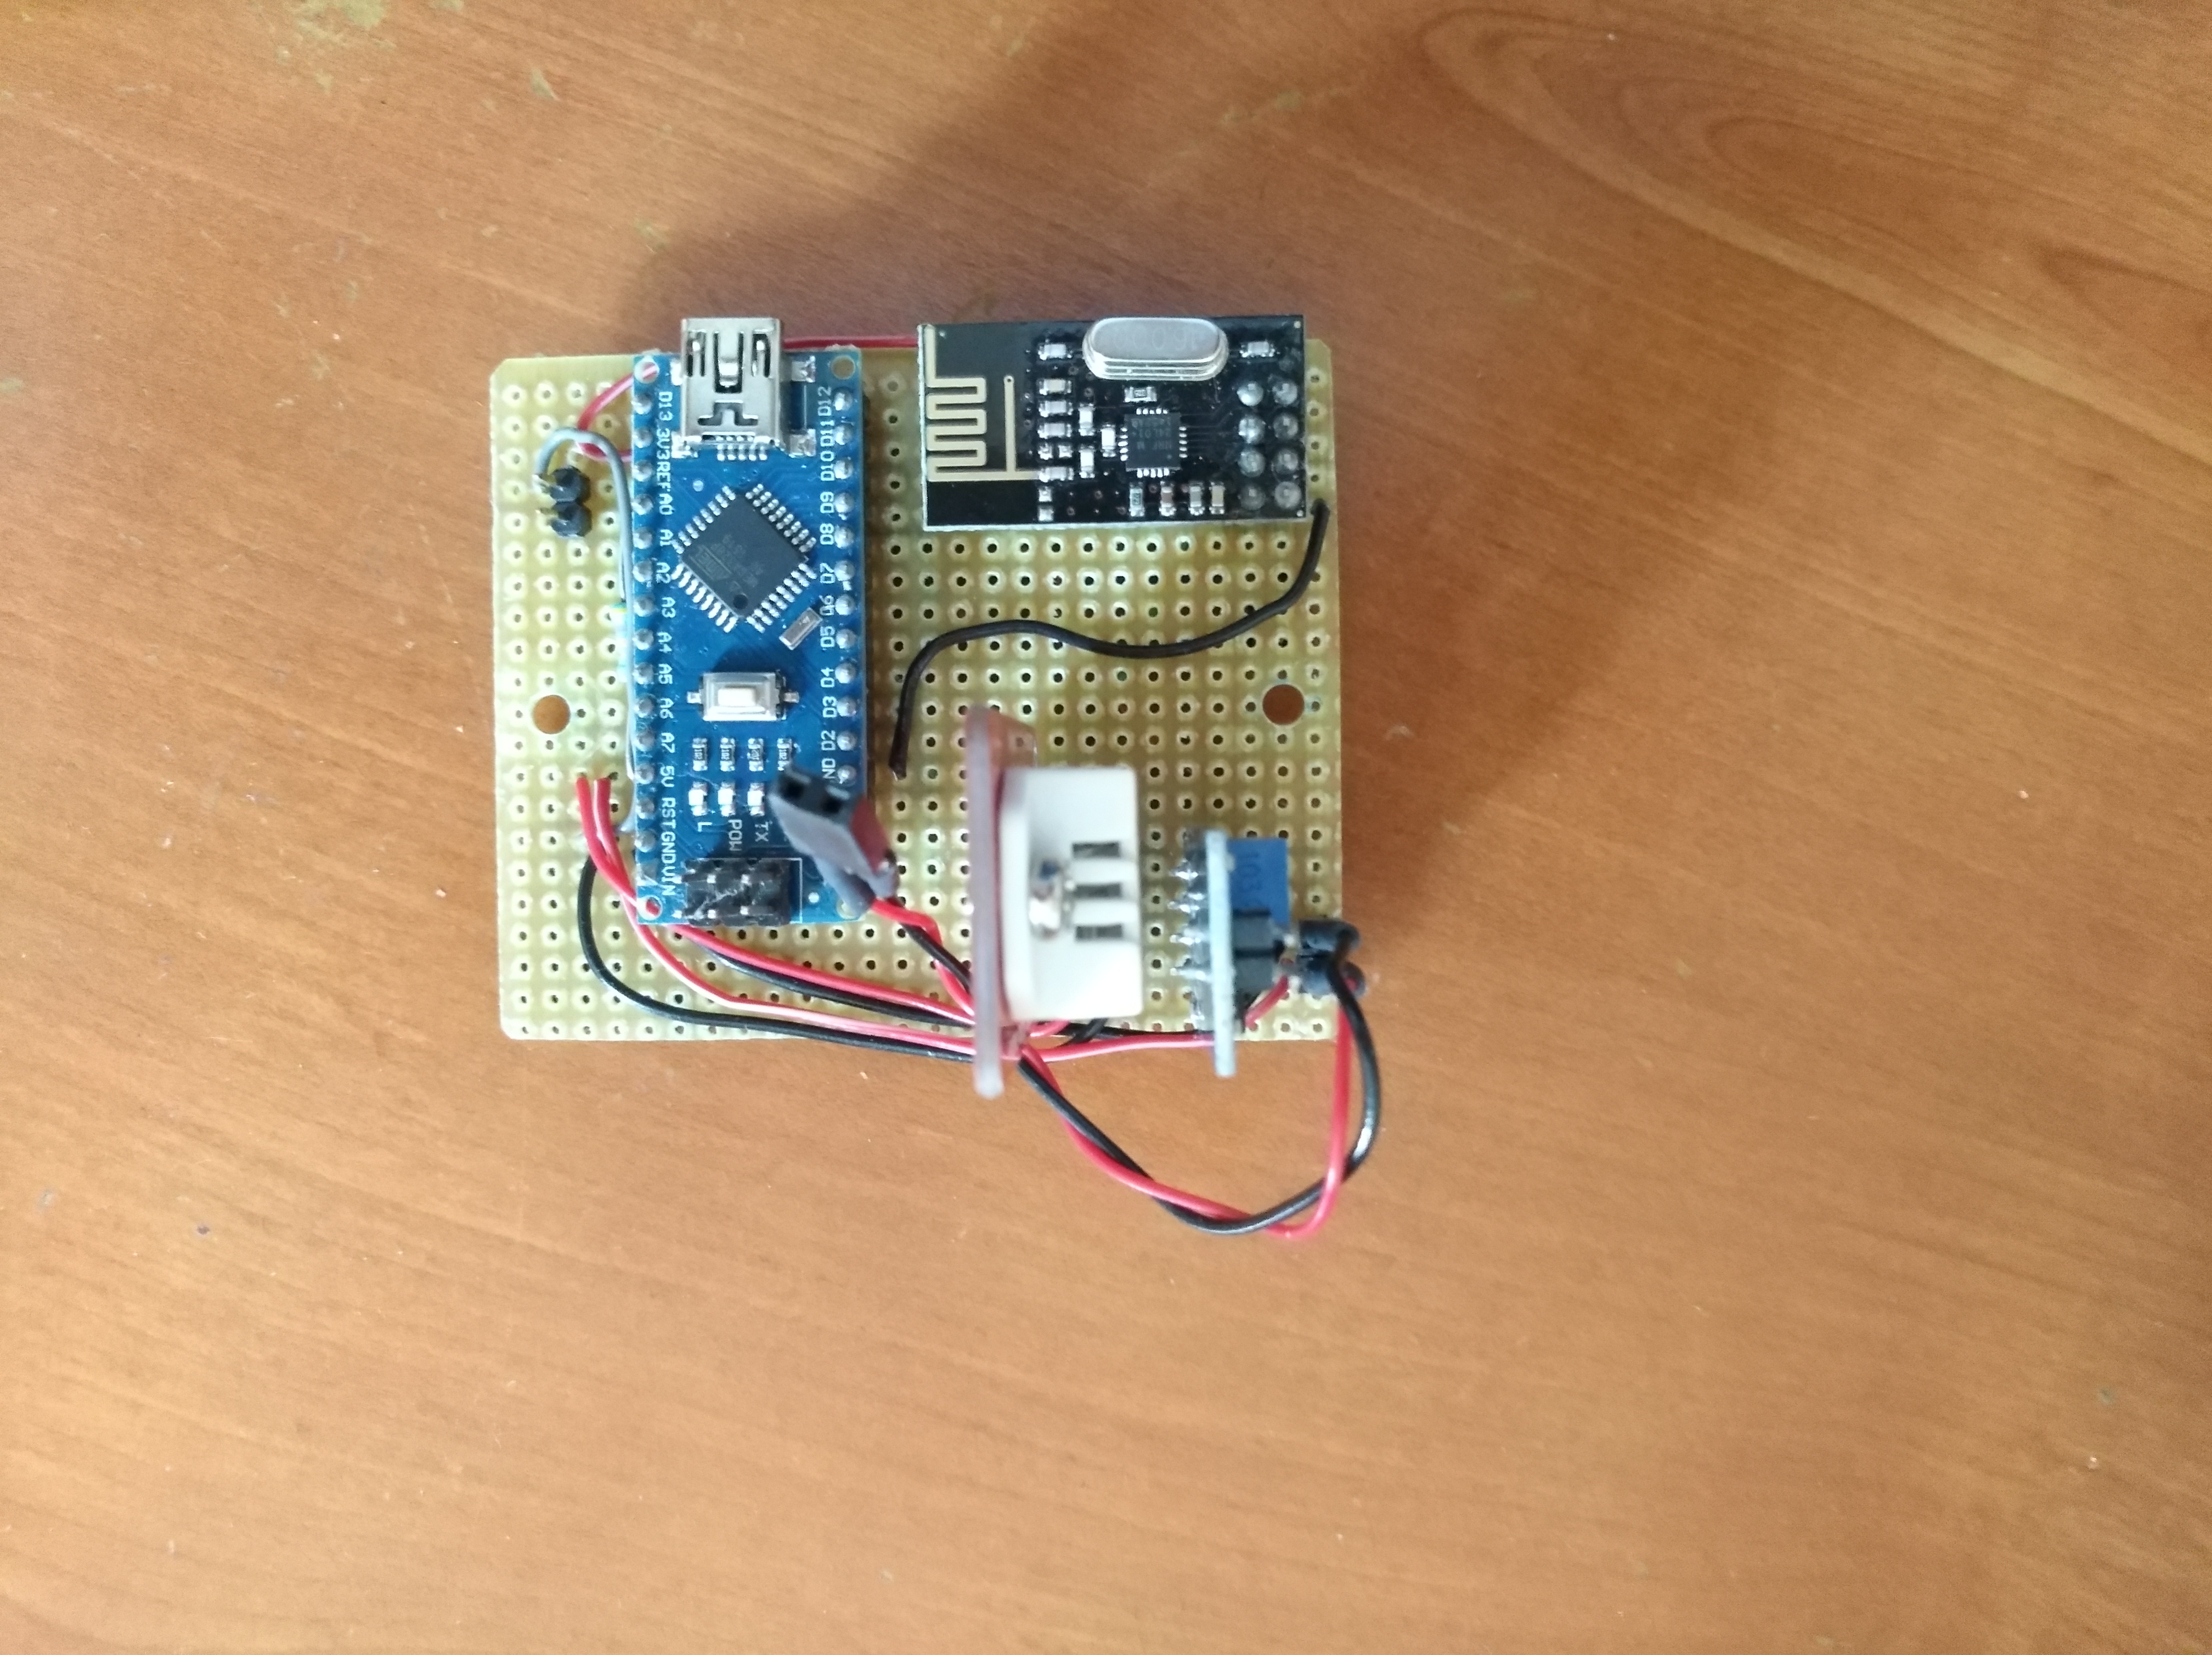 D13 3V3 REF A0 A1 A2 A3 A4 A5 A6 A7 5V RST GND VIN
D12 D11 D10 D9 D8 D7 D6 D5 D4 D3 D2 ND
L
POW
TX
103